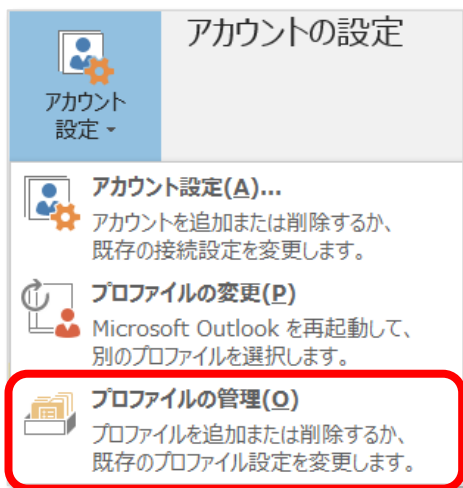 アカウントの設定
アカウント
設定
アカウント設定(A)...
アカウントを追加または削除するか、
既存の接続設定を変更します。
プロファイルの変更(P)
Microsoft Outlook を再起動して、
別のプロファイルを選択します。
プロファイルの管理(O)
プロファイルを追加または削除するか、
既存のプロファイル設定を変更します。